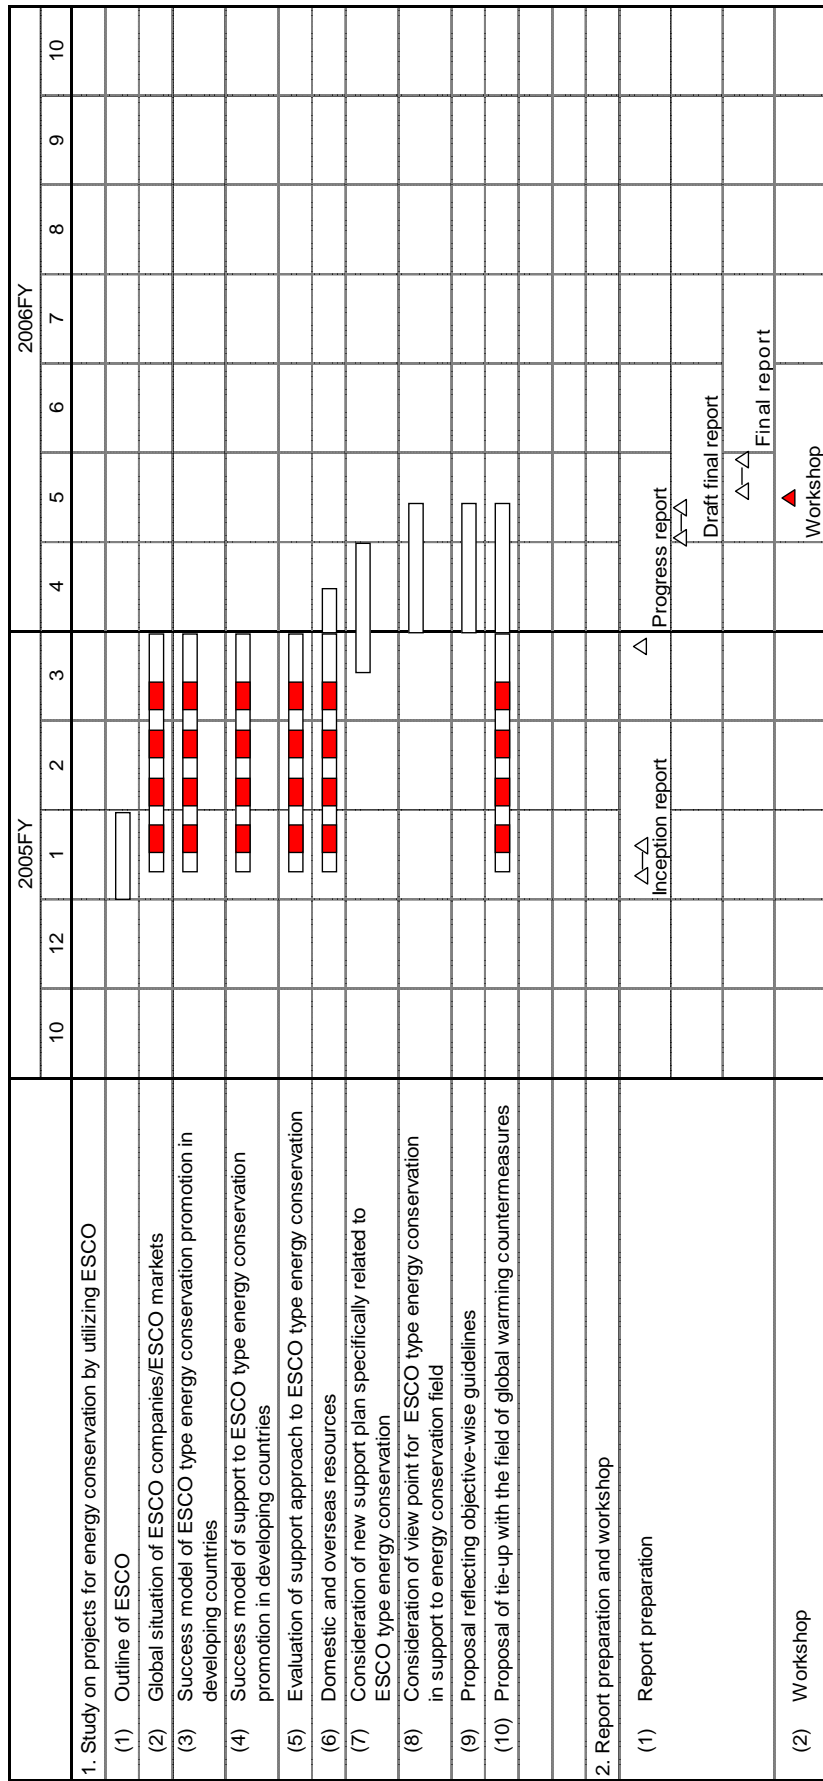 2005FY 2006FY
10 12 1 2 3 4 5 6 7 8 9 10
1. Study on projects for energy conservation by utilizing ESCO
(1) Outline of ESCO
(2) Global situation of ESCO companies/ESCO markets
(3) Success model of ESCO type energy conservation promotion in
developing countries
(4) Success model of support to ESCO type energy conservation
promotion in developing countries
(5) Evaluation of support approach to ESCO type energy conservation
(6) Domestic and overseas resources
(7) Consideration of new support plan specifically related to
ESCO type energy conservation
(8) Consideration of view point for ESCO type energy conservation
in support to energy conservation field
(9) Proposal reflecting objective-wise guidelines
(10) Proposal of tie-up with the field of global warming countermeasures
2. Report preparation and workshop
(1) Report preparation
Inception report
Progress report
Draft final report
Final report
(2) Workshop
Workshop